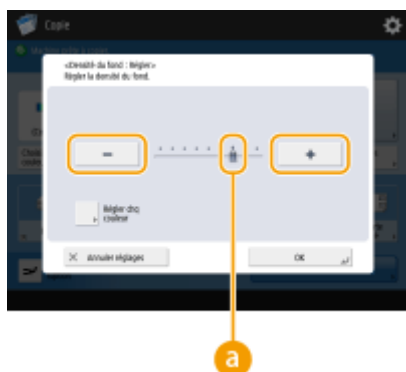 Copie
<Densité du fond : Régler>
Régler la densité du fond.
−
+
Régler chq
couleur
× Annuler réglages
OK
a